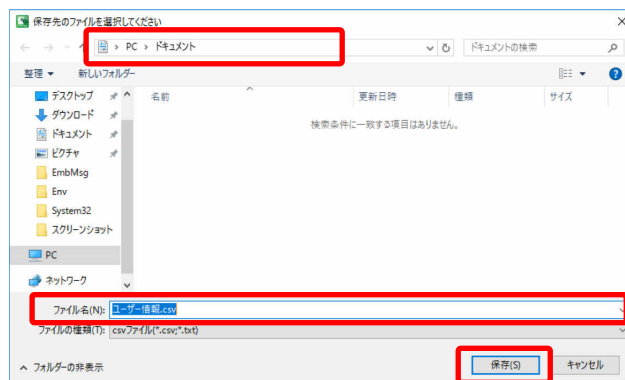 保存先のファイルを選択してください
PC › ドキュメント
ドキュメントの検索
整理 新しいフォルダー
名前 更新日時 種類 サイズ
検索条件に一致する項目はありません。
デスクトップ
ダウンロード
ドキュメント
ピクチャ
EmbMsg
Env
System32
スクリーンショット
PC
ネットワーク
ファイル名(N): ユーザー情報.csv
ファイルの種類(T): csvファイル(*.csv;*.txt)
フォルダーの非表示
保存(S) キャンセル